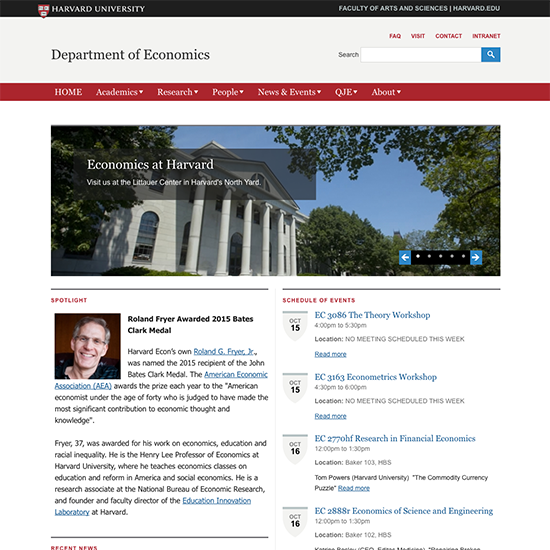 HARVARD UNIVERSITY
FACULTY OF ARTS AND SCIENCES | HARVARD.EDU
FAQ VISIT CONTACT INTRANET
Department of Economics
Search
HOME Academics Research People News & Events QJE About
Economics at Harvard
Visit us at the Littauer Center in Harvard's North Yard.
SPOTLIGHT
Roland Fryer Awarded 2015 Bates
Clark Medal
Harvard Econ's own Roland G. Fryer, Jr.,
was named the 2015 recipient of the John
Bates Clark Medal. The American Economic
Association (AEA) awards the prize each year to the "American
economist under the age of forty who is judged to have made the
most significant contribution to economic thought and
knowledge".
Fryer, 37, was awarded for his work on economics, education and
racial inequality. He is the Henry Lee Professor of Economics at
Harvard University, where he teaches economics classes on
education and reform in America and social economics. He is a
research associate at the National Bureau of Economic Research,
and founder and faculty director of the Education Innovation
Laboratory at Harvard.
RECENT NEWS
SCHEDULE OF EVENTS
OCT
15
EC 3086 The Theory Workshop
4:00pm to 5:30pm
Location: NO MEETING SCHEDULED THIS WEEK
Read more
OCT
15
EC 3163 Econometrics Workshop
4:30pm to 6:00pm
Location: NO MEETING SCHEDULED THIS WEEK
Read more
OCT
16
EC 2770hf Research in Financial Economics
12:00pm to 1:30pm
Location: Baker 103, HBS
Tom Powers (Harvard University) "The Commodity Currency
Puzzle" Read more
OCT
16
EC 2888r Economics of Science and Engineering
12:00pm to 1:30pm
Location: Baker 102, HBS